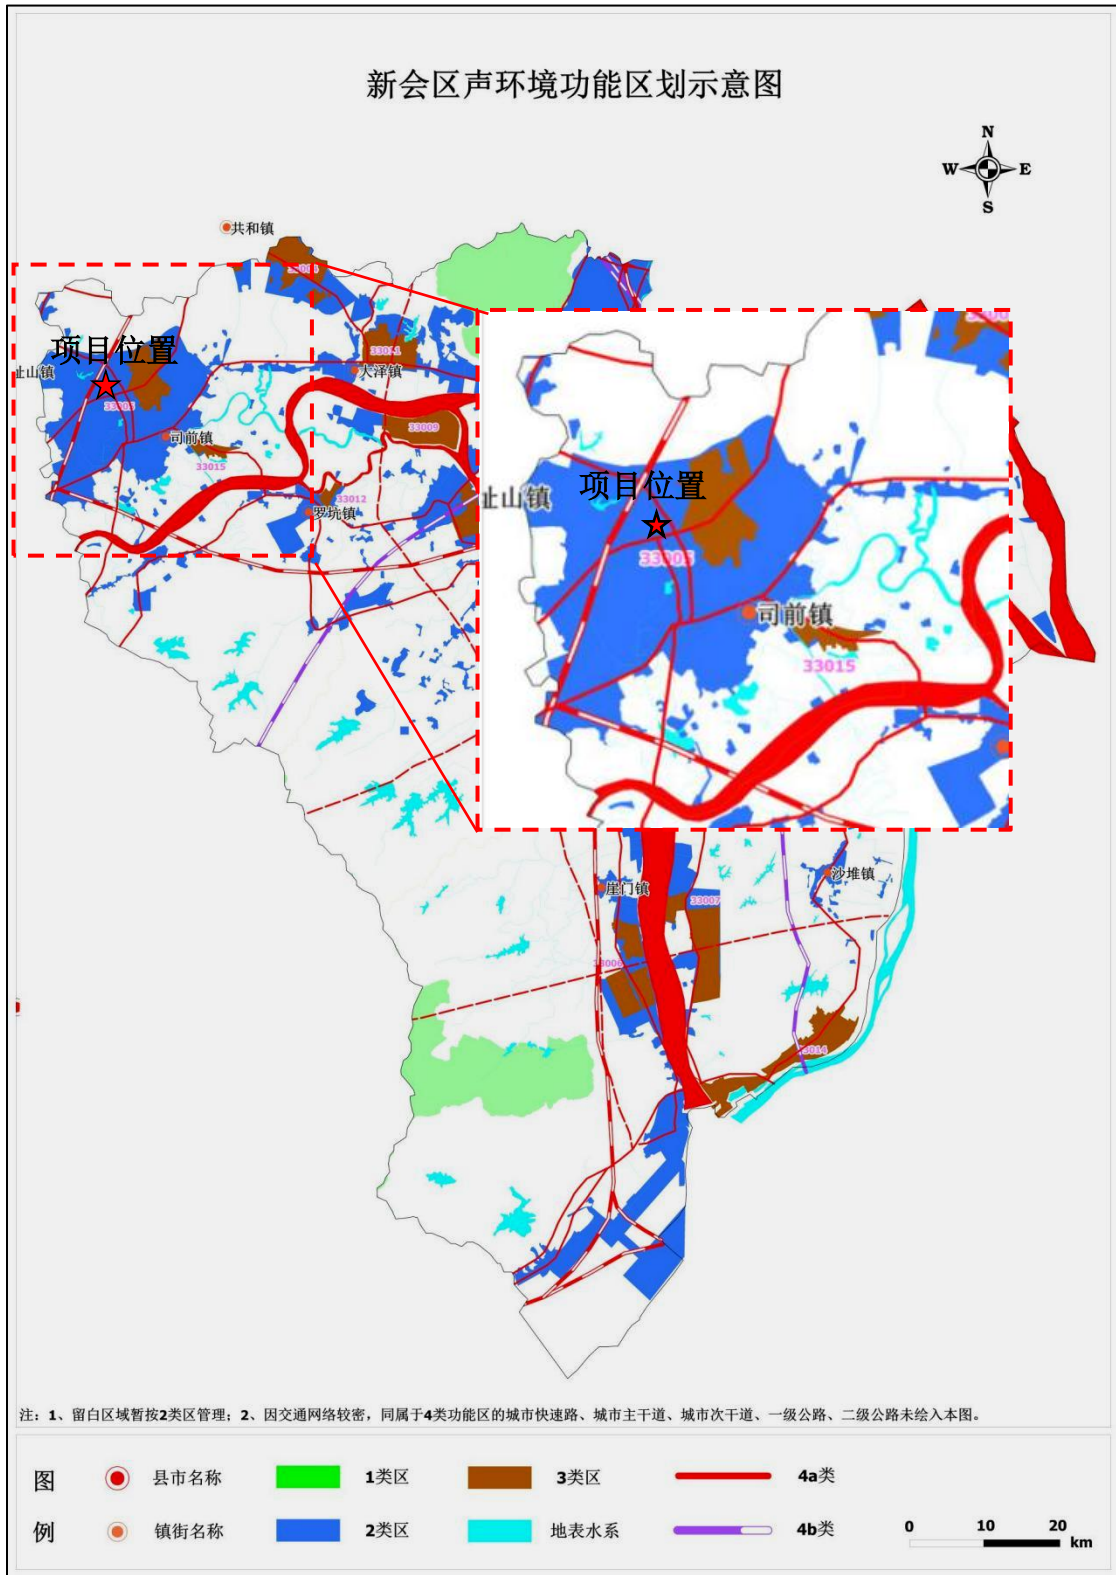 新会区声环境功能区划示意图
N
W E
S
共和镇
33004
项目位置
33011
大泽镇
址山镇
33005
33009
司前镇
33015
33012
罗坑镇
项目位置
址山镇
33005
司前镇
33015
崖门镇
33007
沙堆镇
33006
33014
注：1、留白区域暂按2类区管理；2、因交通网络较密，同属于4类功能区的城市快速路、城市主干道、城市次干道、一级公路、二级公路未绘入本图。
图 县市名称 1类区 3类区 4a类
例 镇街名称 2类区 地表水系 4b类
0 10 20
km